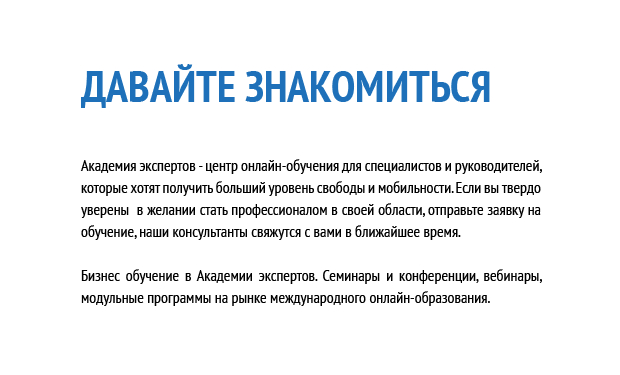 ДАВАЙТЕ ЗНАКОМИТЬСЯ
Академия экспертов - центр онлайн-обучения для специалистов и руководителей,
которые хотят получить больший уровень свободы и мобильности. Если вы твердо
уверены  в желании стать профессионалом в своей области, отправьте заявку на
обучение, наши консультанты свяжутся с вами в ближайшее время.
Бизнес обучение в Академии экспертов. Семинары и конференции, вебинары,
модульные программы на рынке международного онлайн-образования.